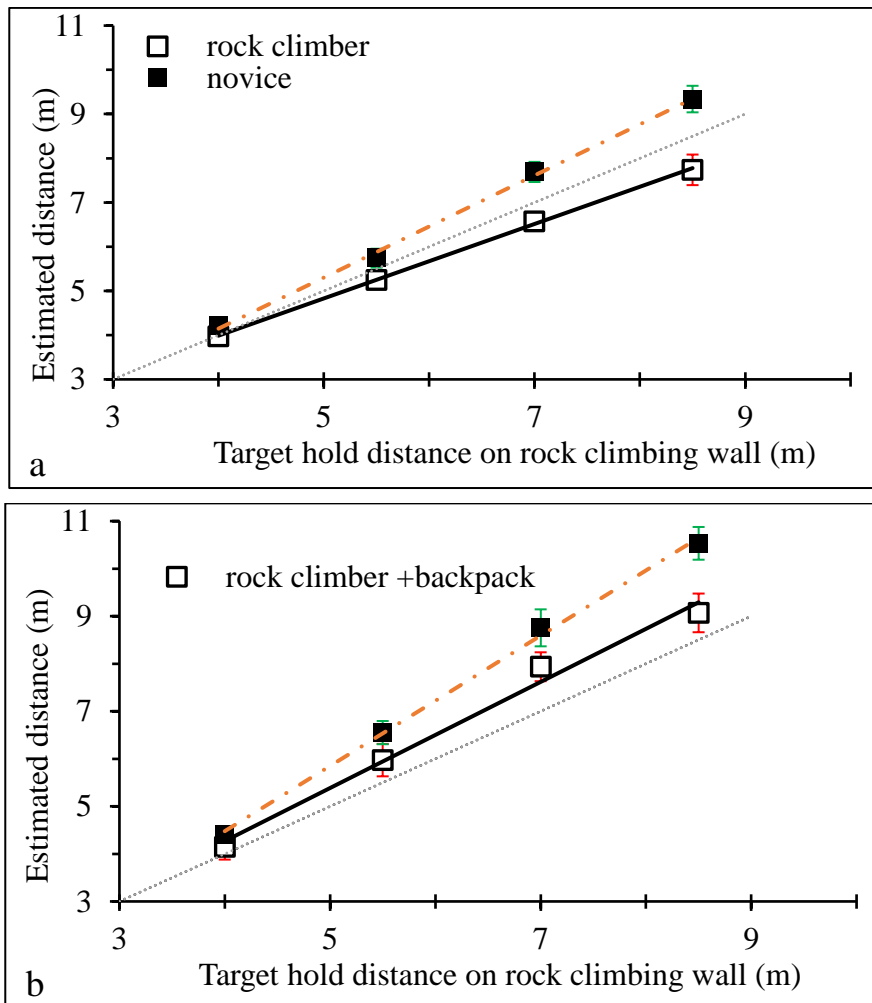 11
rock climber
novice
9
7
5
3
3 5 7 9
Estimated distance (m)
Target hold distance on rock climbing wall (m)
a
11
rock climber +backpack
9
7
5
3
3 5 7 9
Estimated distance (m)
Target hold distance on rock climbing wall (m)
b